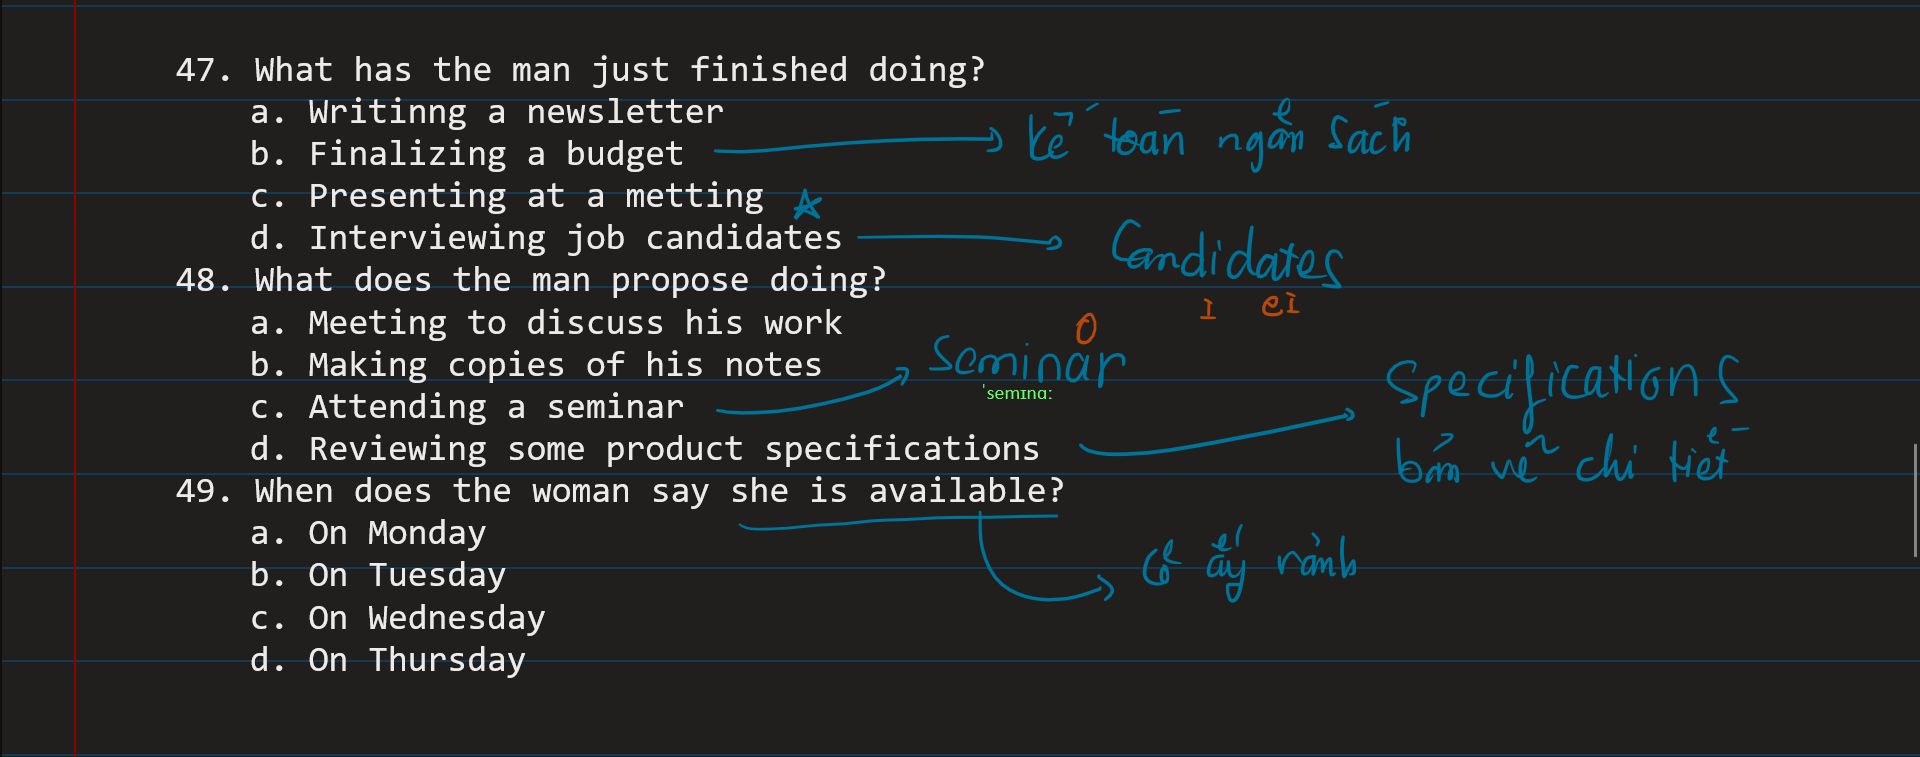 47. What has the man just finished doing?
a. Writinng a newsletter
b. Finalizing a budget
kế toán ngân sách
c. Presenting at a metting
d. Interviewing job candidates
Candidates
I eI
48. What does the man propose doing?
a. Meeting to discuss his work
O
b. Making copies of his notes
Seminar
ˈsemɪnɑː
c. Attending a seminar
Specifications
d. Reviewing some product specifications
bản vẽ chi tiết
49. When does the woman say she is available?
a. On Monday
cô ấy rảnh
b. On Tuesday
c. On Wednesday
d. On Thursday